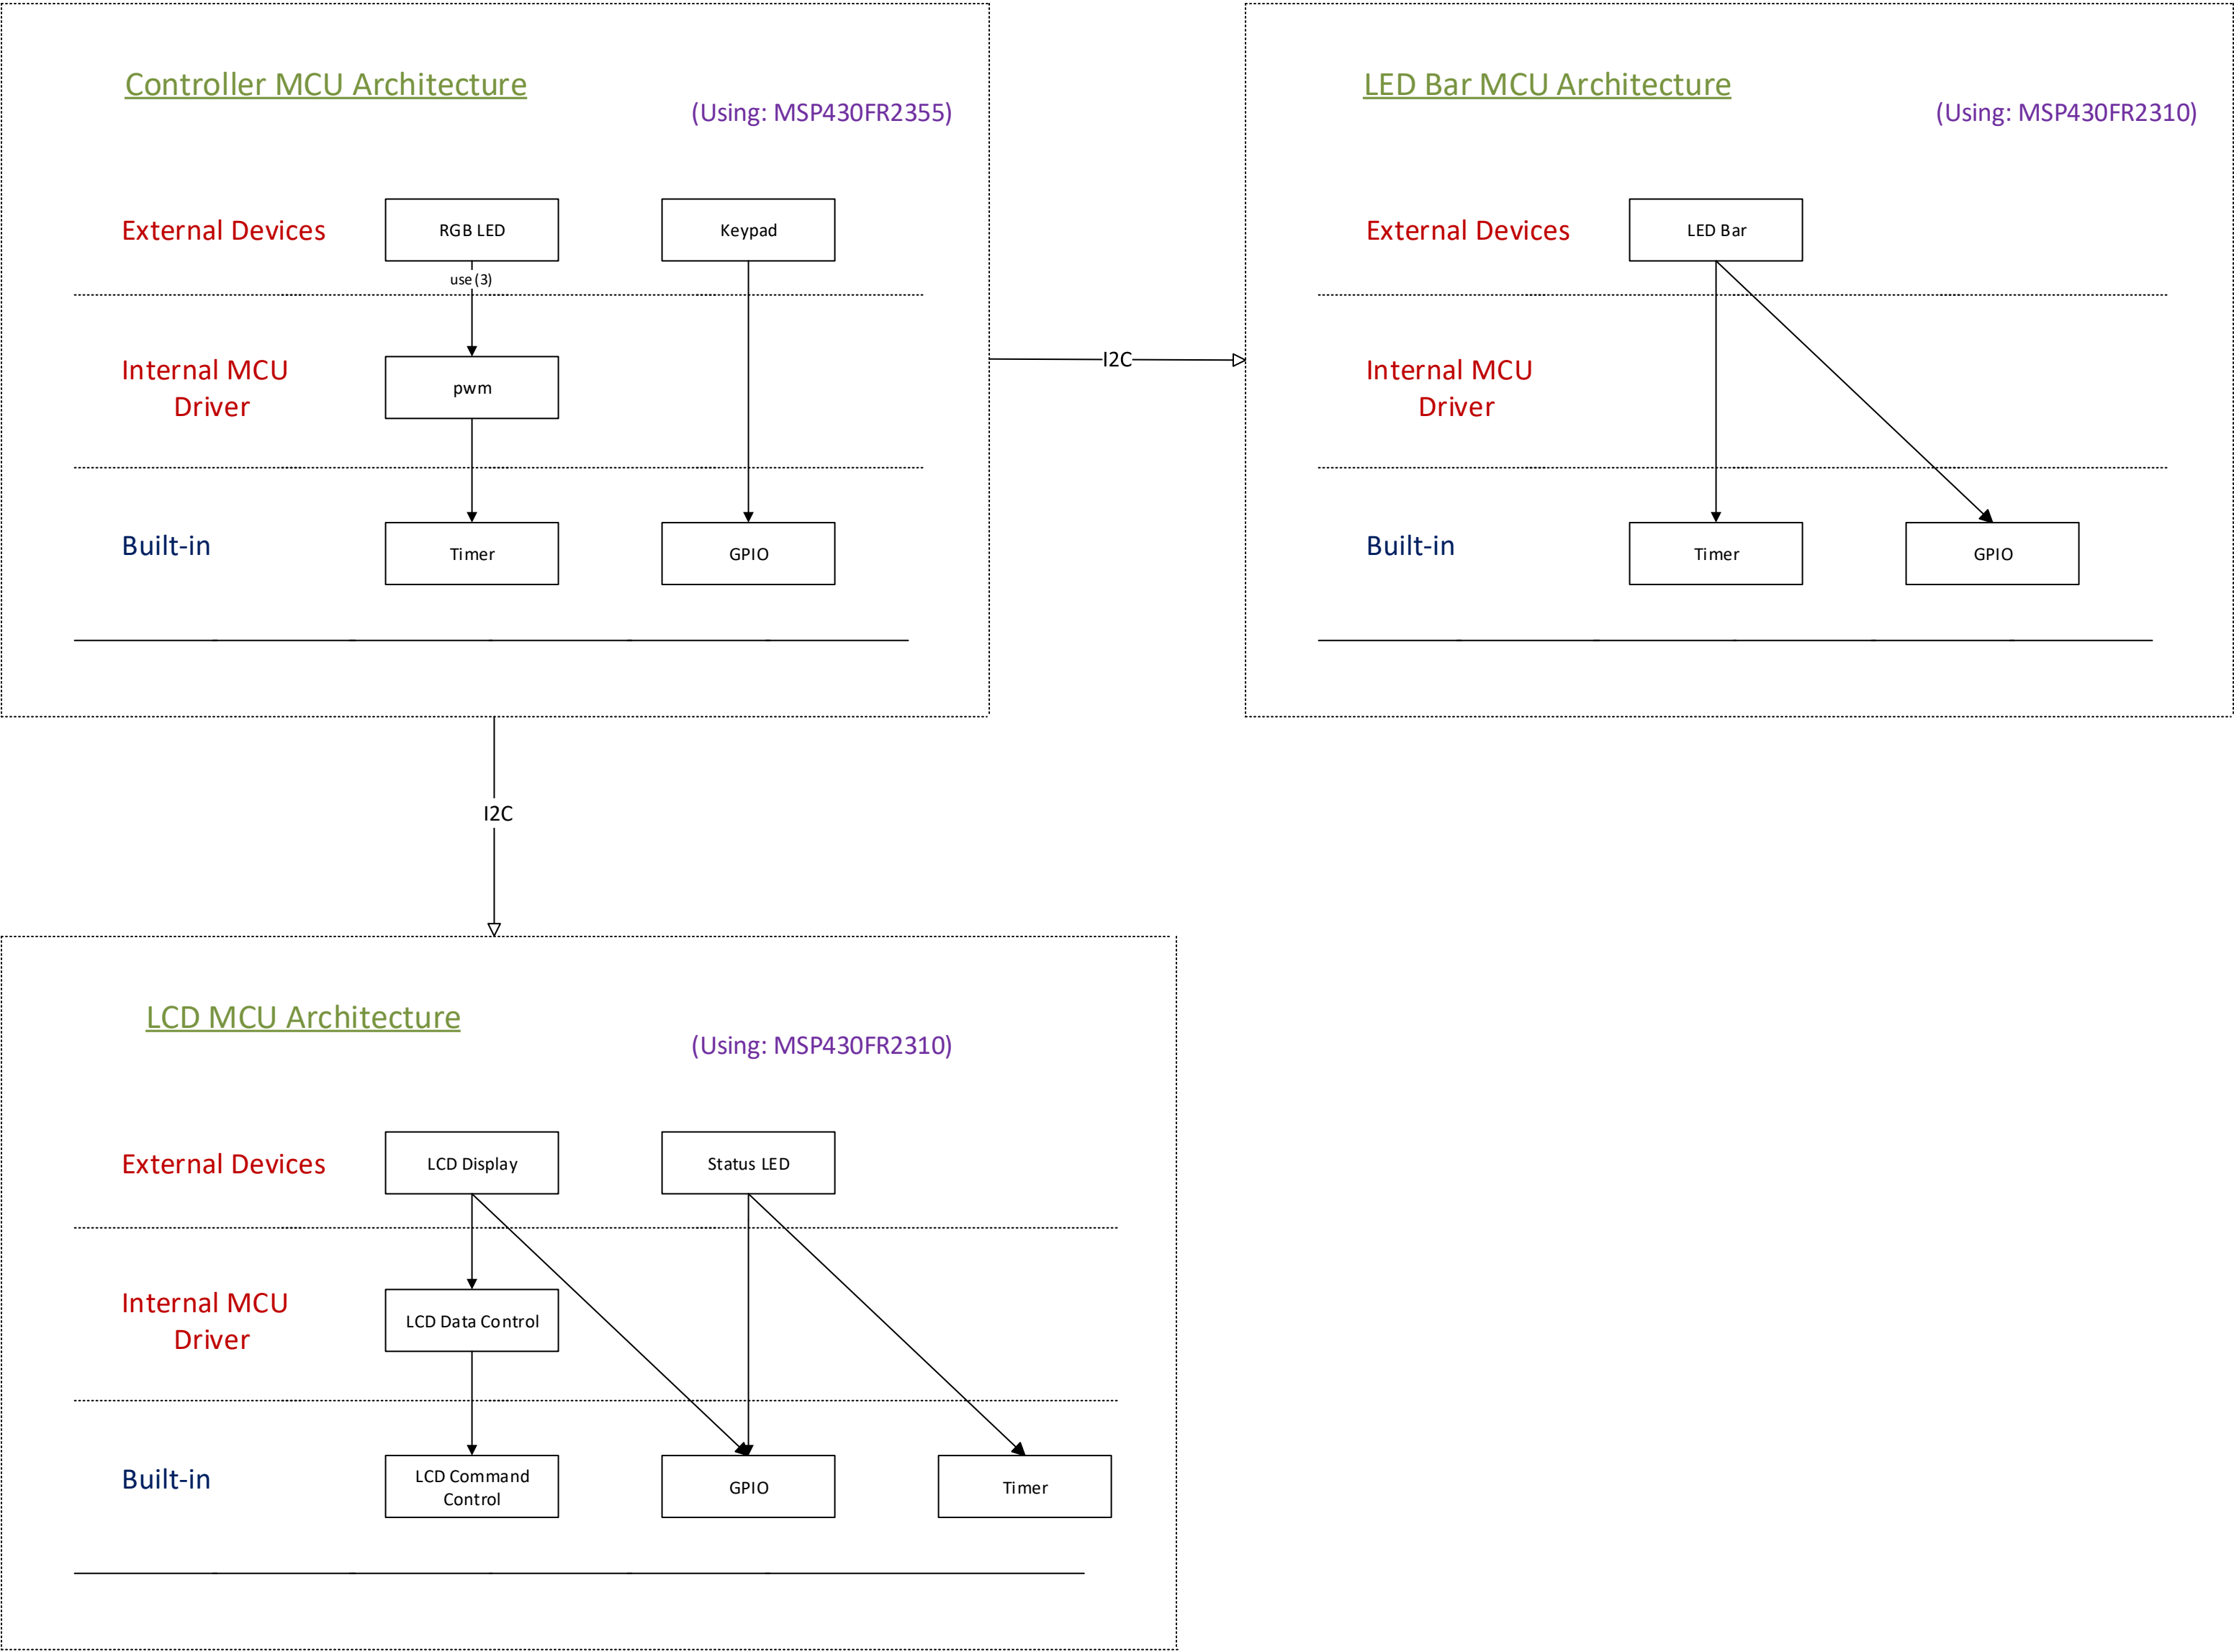 Controller MCU Architecture
(Using: MSP430FR2355)
External Devices
RGB LED
Keypad
use (3)
Internal MCU
Driver
pwm
Built-in
Timer
GPIO
I2C
LED Bar MCU Architecture
(Using: MSP430FR2310)
External Devices
LED Bar
Internal MCU
Driver
Built-in
Timer
GPIO
I2C
LCD MCU Architecture
(Using: MSP430FR2310)
External Devices
LCD Display
Status LED
Internal MCU
Driver
LCD Data Control
Built-in
LCD Command
Control
GPIO
Timer